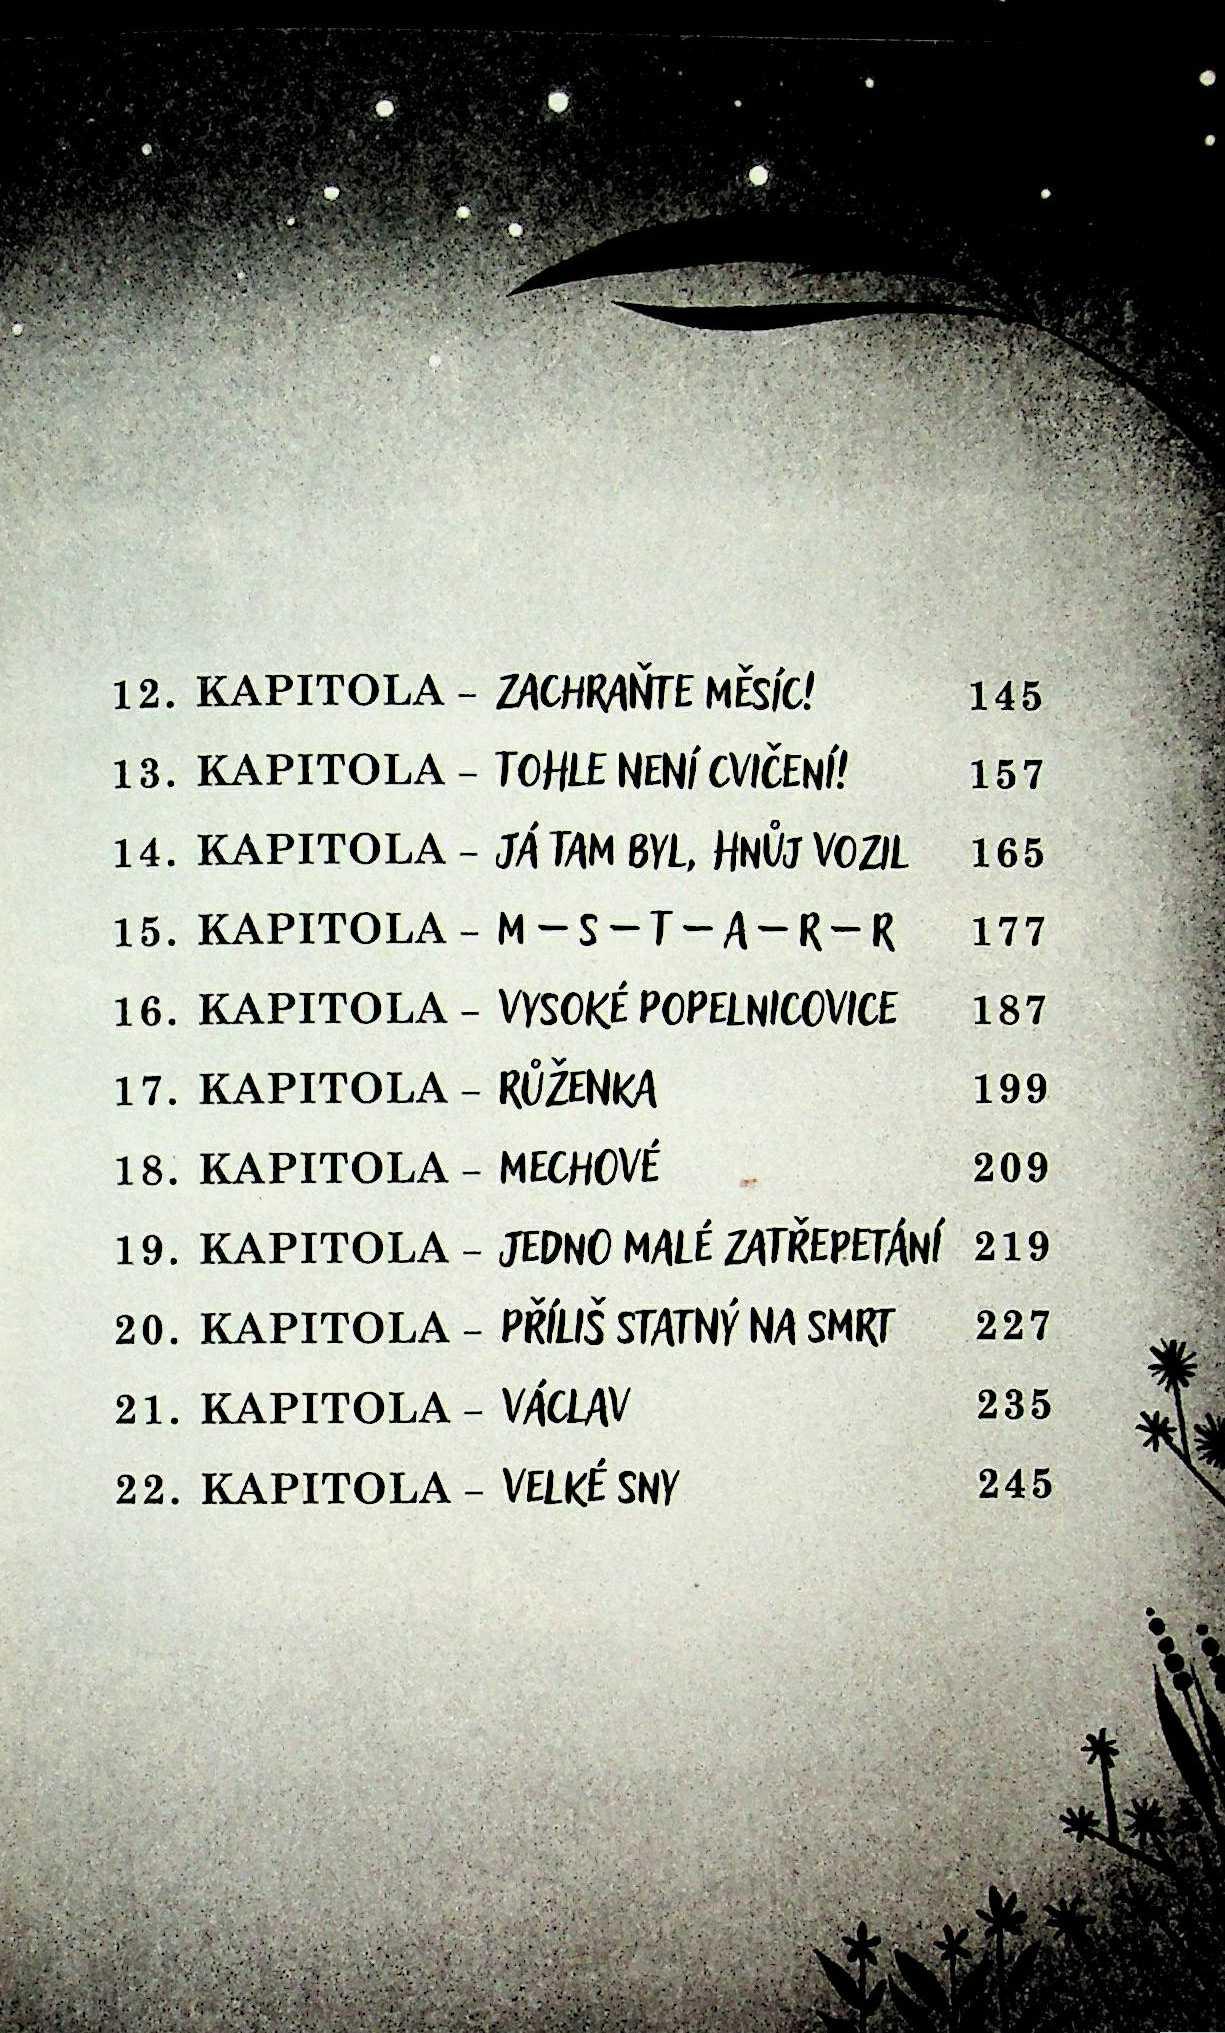 12. KAPITOLA – ZACHRAŇTE MĚSÍC! 145
13. KAPITOLA – TOHLE NENÍ CVIČENÍ! 157
14. KAPITOLA – JÁ TAM BYL, HNŮJ VOZIL 165
15. KAPITOLA – M – S – T – A – R – R 177
16. KAPITOLA – VYSOKÉ POPELNICOVICE 187
17. KAPITOLA – RŮŽENKA 199
18. KAPITOLA – MECHOVÉ 209
19. KAPITOLA – JEDNO MALÉ ZATŘEPETÁNÍ 219
20. KAPITOLA – PŘÍLIŠ STATNÝ NA SMRT 227
21. KAPITOLA – VÁCLAV 235
22. KAPITOLA – VELKÉ SNY 245